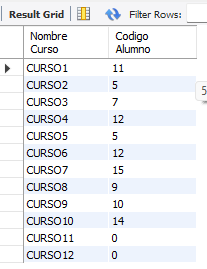 Result Grid Filter Rows:
Nombre Codigo
Curso Alumno
CURSO1 11
CURSO2 5
CURSO3 7
CURSO4 12
CURSO5 5
CURSO6 12
CURSO7 15
CURSO8 9
CURSO9 10
CURSO10 14
CURSO11 0
CURSO12 0
5